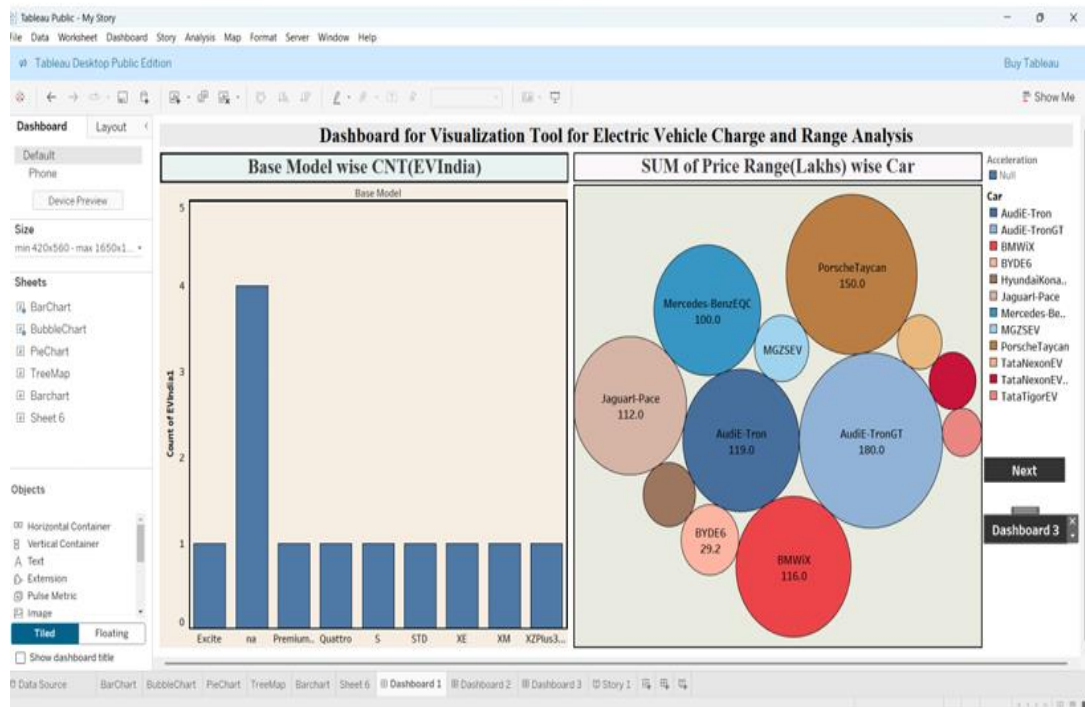 Tableau Public - My Story
File Data Worksheet Dashboard Story Analysis Map Format Server Window Help
Tableau Desktop Public Edition
Buy Tableau
Show Me
Dashboard Layout
Default
Phone
Device Preview
Size
min 420x560 - max 1650x1...
Sheets
BarChart
BubbleChart
PieChart
TreeMap
Barchart
Sheet 6
Objects
Horizontal Container
Vertical Container
Text
Extension
Pulse Metric
Image
Tiled Floating
Show dashboard title
Dashboard for Visualization Tool for Electric Vehicle Charge and Range Analysis
Base Model wise CNT(EVIndia)
Base Model
Count of EVIndia1
5
4
3
2
1
0
Excite na Premium.. Quattro S STD XE XM XZPlus3...
SUM of Price Range(Lakhs) wise Car
PorscheTaycan
150.0
Mercedes-BenzEQC
100.0
MGZSEV
JaguarI-Pace
112.0
AudiE-Tron
119.0
AudiE-TronGT
180.0
BYDE6
29.2
BMWiX
116.0
Acceleration
Null
Car
AudiE-Tron
AudiE-TronGT
BMWiX
BYDE6
HyundaiKona..
JaguarI-Pace
Mercedes-Be..
MGZSEV
PorscheTaycan
TataNexonEV
TataNexonEV..
TataTigorEV
Next
Dashboard 3
Data Source BarChart BubbleChart PieChart TreeMap Barchart Sheet 6 Dashboard 1 Dashboard 2 Dashboard 3 Story 1